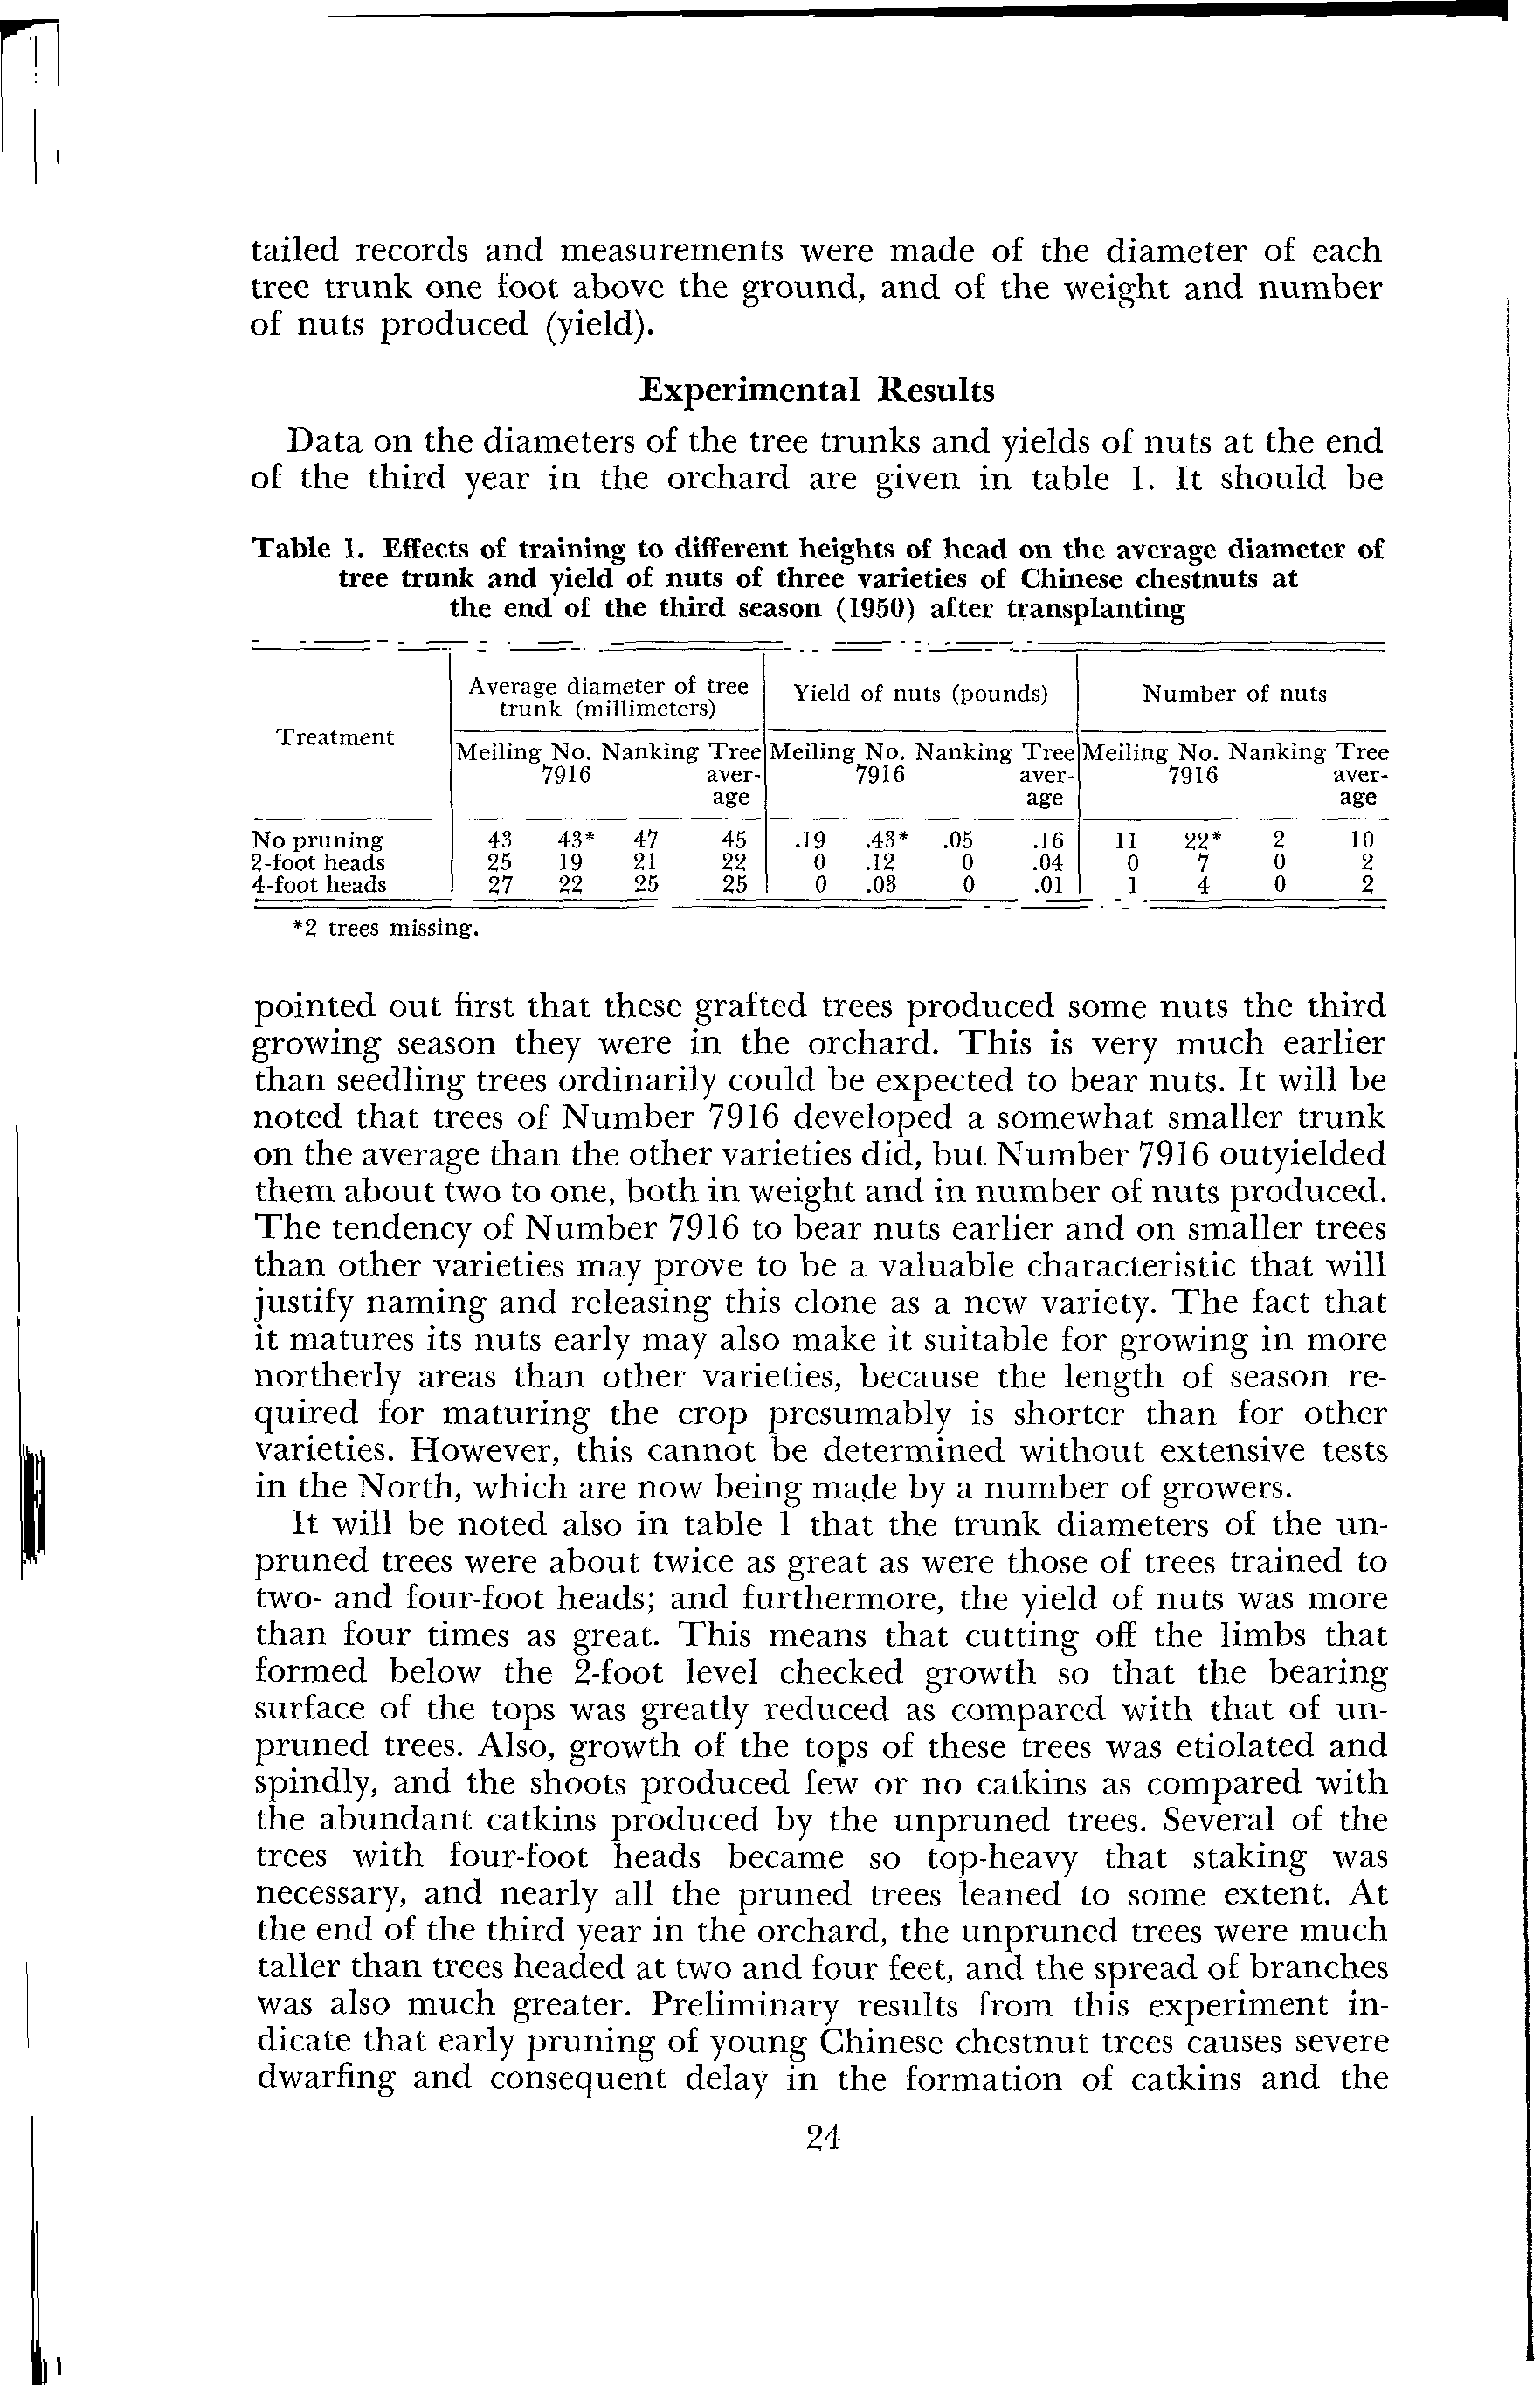 tailed records and measurements were made of the diameter of each
tree trunk one foot above the ground, and of the weight and number
of nuts produced (yield).
Experimental Results
Data on the diameters of the tree trunks and yields of nuts at the end
of the third year in the orchard are given in table 1. It should be
Table 1. Effects of training to different heights of head on the average diameter of
tree trunk and yield of nuts of three varieties of Chinese chestnuts at
the end of the third season (1950) after transplanting
Treatment
Average diameter of tree
trunk (millimeters)
Yield of nuts (pounds)
Number of nuts
Meiling No. Nanking Tree Meiling No. Nanking Tree Meiling No. Nanking Tree
7916 aver- 7916 aver- 7916 aver-
age age age
No pruning 43 43* 47 45 .19 .43* .05 .16 11 22* 2 10
2-foot heads 25 19 21 22 0 .12 0 .04 0 7 0 2
4-foot heads 27 22 25 25 0 .03 0 .01 1 4 0 2
*2 trees missing.
pointed out first that these grafted trees produced some nuts the third
growing season they were in the orchard. This is very much earlier
than seedling trees ordinarily could be expected to bear nuts. It will be
noted that trees of Number 7916 developed a somewhat smaller trunk
on the average than the other varieties did, but Number 7916 outyielded
them about two to one, both in weight and in number of nuts produced.
The tendency of Number 7916 to bear nuts earlier and on smaller trees
than other varieties may prove to be a valuable characteristic that will
justify naming and releasing this clone as a new variety. The fact that
it matures its nuts early may also make it suitable for growing in more
northerly areas than other varieties, because the length of season re-
quired for maturing the crop presumably is shorter than for other
varieties. However, this cannot be determined without extensive tests
in the North, which are now being made by a number of growers.
It will be noted also in table 1 that the trunk diameters of the un-
pruned trees were about twice as great as were those of trees trained to
two- and four-foot heads; and furthermore, the yield of nuts was more
than four times as great. This means that cutting off the limbs that
formed below the 2-foot level checked growth so that the bearing
surface of the tops was greatly reduced as compared with that of un-
pruned trees. Also, growth of the tops of these trees was etiolated and
spindly, and the shoots produced few or no catkins as compared with
the abundant catkins produced by the unpruned trees. Several of the
trees with four-foot heads became so top-heavy that staking was
necessary, and nearly all the pruned trees leaned to some extent. At
the end of the third year in the orchard, the unpruned trees were much
taller than trees headed at two and four feet, and the spread of branches
was also much greater. Preliminary results from this experiment in-
dicate that early pruning of young Chinese chestnut trees causes severe
dwarfing and consequent delay in the formation of catkins and the
24